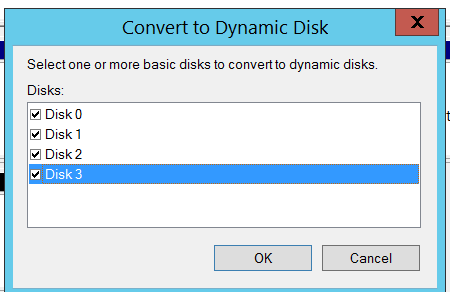 Convert to Dynamic Disk
X
Select one or more basic disks to convert to dynamic disks.
Disks:
Disk 0
Disk 1
Disk 2
Disk 3
OK
Cancel